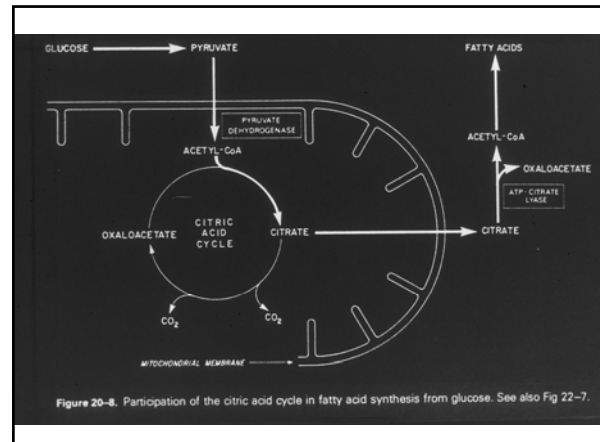 GLUCOSE PYRUVATE FATTY ACIDS
PYRUVATE
DEHYDROGENASE
ACETYL-CoA
ACETYL-CoA
OXALOACETATE
ATP-CITRATE
LYASE
CITRIC
ACID
CYCLE
OXALOACETATE
CITRATE
CITRATE
CO2
CO2
MITOCHONDRIAL MEMBRANE
Figure 20–8. Participation of the citric acid cycle in fatty acid synthesis from glucose. See also Fig 22–7.